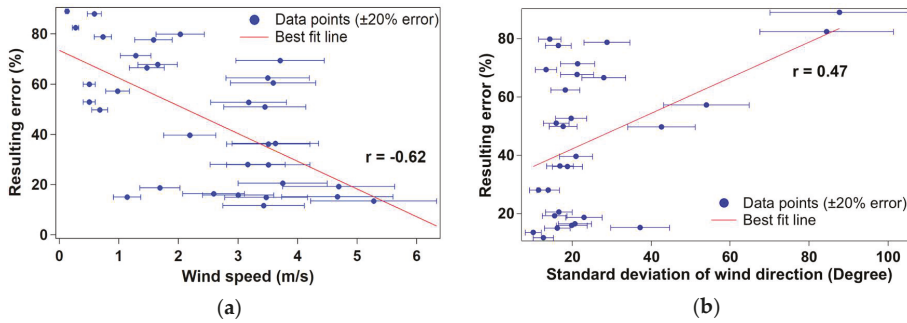 (a)
Data points (±20% error)
Best fit line
r = -0.62
Resulting error (%)
80
60
40
20
0
0 1 2 3 4 5 6
Wind speed (m/s)
(a)
Data points (±20% error)
Best fit line
r = 0.47
Resulting error (%)
80
60
40
20
20 40 60 80 100
Standard deviation of wind direction (Degree)
(b)